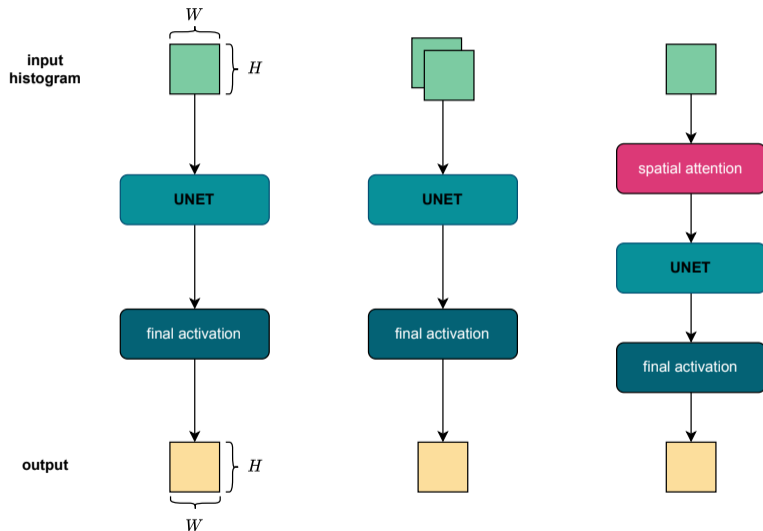 W
input
histogram
H
spatial attention
UNET
UNET
UNET
final activation
final activation
final activation
output
H
W